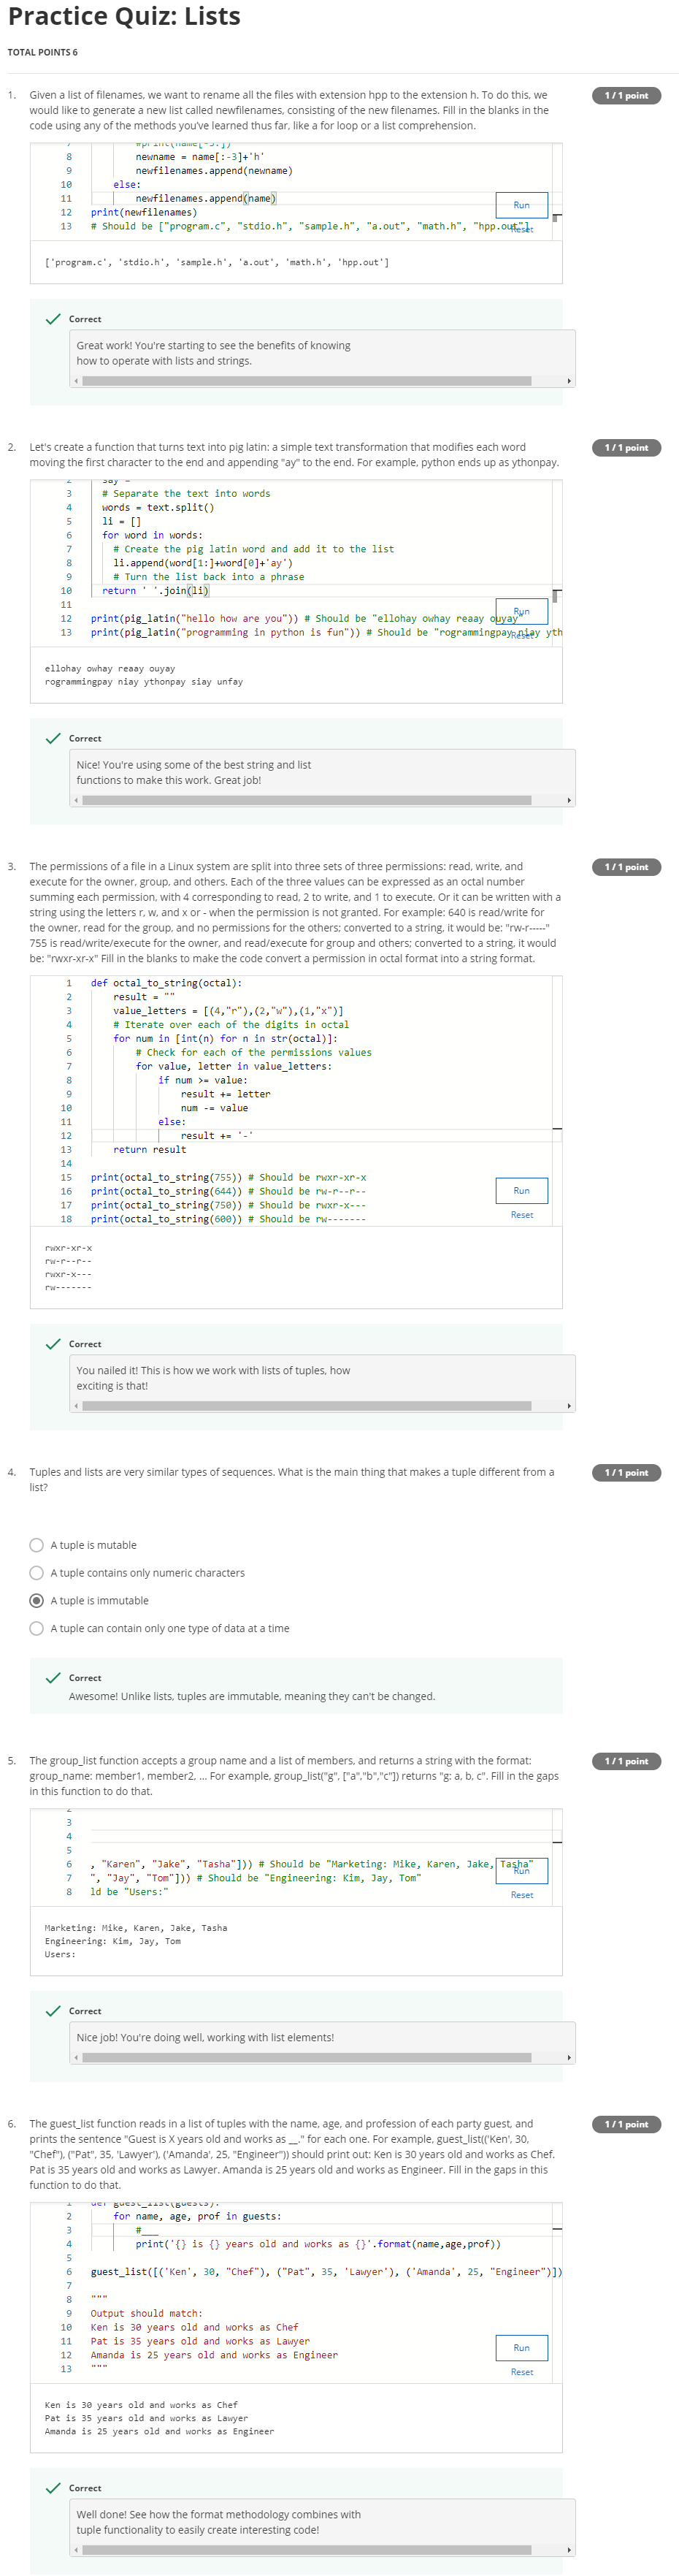 Practice Quiz: Lists
TOTAL POINTS 6
1. Given a list of filenames, we want to rename all the files with extension hpp to the extension h. To do this, we
would like to generate a new list called newfilenames, consisting of the new filenames. Fill in the blanks in the
code using any of the methods you've learned thus far, like a for loop or a list comprehension.
1 / 1 point
8 newname = name[:-3]+'h'
9 newfilenames.append(newname)
10 else:
11 newfilenames.append(name)
12 print(newfilenames)
13 # Should be ["program.c", "stdio.h", "sample.h", "a.out", "math.h", "hpp.out"]
Run
Reset
['program.c', 'stdio.h', 'sample.h', 'a.out', 'math.h', 'hpp.out']
Correct
Great work! You're starting to see the benefits of knowing
how to operate with lists and strings.
2. Let's create a function that turns text into pig latin: a simple text transformation that modifies each word
moving the first character to the end and appending "ay" to the end. For example, python ends up as ythonpay.
1 / 1 point
2 say =
3 # Separate the text into words
4 words = text.split()
5 li = []
6 for word in words:
7 # Create the pig latin word and add it to the list
8 li.append(word[1:]+word[0]+'ay')
9 # Turn the list back into a phrase
10 return ' '.join(li)
11
12 print(pig_latin("hello how are you")) # Should be "ellohay owhay reaay ouyay"
13 print(pig_latin("programming in python is fun")) # Should be "rogrammingpay niay yth
Run
Reset
ellohay owhay reaay ouyay
rogrammingpay niay ythonpay siay unfay
Correct
Nice! You're using some of the best string and list
functions to make this work. Great job!
3. The permissions of a file in a Linux system are split into three sets of three permissions: read, write, and
execute for the owner, group, and others. Each of the three values can be expressed as an octal number
summing each permission, with 4 corresponding to read, 2 to write, and 1 to execute. Or it can be written with a
string using the letters r, w, and x or - when the permission is not granted. For example: 640 is read/write for
the owner, read for the group, and no permissions for the others; converted to a string, it would be: "rw-r-----"
755 is read/write/execute for the owner, and read/execute for group and others; converted to a string, it would
be: "rwxr-xr-x" Fill in the blanks to make the code convert a permission in octal format into a string format.
1 / 1 point
1 def octal_to_string(octal):
2 result = ""
3 value_letters = [(4,"r"),(2,"w"),(1,"x")]
4 # Iterate over each of the digits in octal
5 for num in [int(n) for n in str(octal)]:
6 # Check for each of the permissions values
7 for value, letter in value_letters:
8 if num >= value:
9 result += letter
10 num -= value
11 else:
12 result += '-'
13 return result
14
15 print(octal_to_string(755)) # Should be rwxr-xr-x
16 print(octal_to_string(644)) # Should be rw-r--r--
17 print(octal_to_string(750)) # Should be rwxr-x---
18 print(octal_to_string(600)) # Should be rw-------
Run
Reset
rwxr-xr-x
rw-r--r--
rwxr-x---
rw-------
Correct
You nailed it! This is how we work with lists of tuples, how
exciting is that!
4. Tuples and lists are very similar types of sequences. What is the main thing that makes a tuple different from a
list?
1 / 1 point
A tuple is mutable
A tuple contains only numeric characters
A tuple is immutable
A tuple can contain only one type of data at a time
Correct
Awesome! Unlike lists, tuples are immutable, meaning they can't be changed.
5. The group_list function accepts a group name and a list of members, and returns a string with the format:
group_name: member1, member2, … For example, group_list("g", ["a","b","c"]) returns "g: a, b, c". Fill in the gaps
in this function to do that.
1 / 1 point
2
3
4
5
6 , "Karen", "Jake", "Tasha"])) # Should be "Marketing: Mike, Karen, Jake, Tasha"
7 ", "Jay", "Tom"])) # Should be "Engineering: Kim, Jay, Tom"
8 ld be "Users:"
Run
Reset
Marketing: Mike, Karen, Jake, Tasha
Engineering: Kim, Jay, Tom
Users:
Correct
Nice job! You're doing well, working with list elements!
6. The guest_list function reads in a list of tuples with the name, age, and profession of each party guest, and
prints the sentence "Guest is X years old and works as __." for each one. For example, guest_list(('Ken', 30,
"Chef"), ("Pat", 35, 'Lawyer'), ('Amanda', 25, "Engineer")) should print out: Ken is 30 years old and works as Chef.
Pat is 35 years old and works as Lawyer. Amanda is 25 years old and works as Engineer. Fill in the gaps in this
function to do that.
1 / 1 point
1 def guest_list(guests):
2 for name, age, prof in guests:
3 #___
4 print('{} is {} years old and works as {}'.format(name,age,prof))
5
6 guest_list([('Ken', 30, "Chef"), ("Pat", 35, 'Lawyer'), ('Amanda', 25, "Engineer")])
7
8 """
9 Output should match:
10 Ken is 30 years old and works as Chef
11 Pat is 35 years old and works as Lawyer
12 Amanda is 25 years old and works as Engineer
13 """
Run
Reset
Ken is 30 years old and works as Chef
Pat is 35 years old and works as Lawyer
Amanda is 25 years old and works as Engineer
Correct
Well done! See how the format methodology combines with
tuple functionality to easily create interesting code!